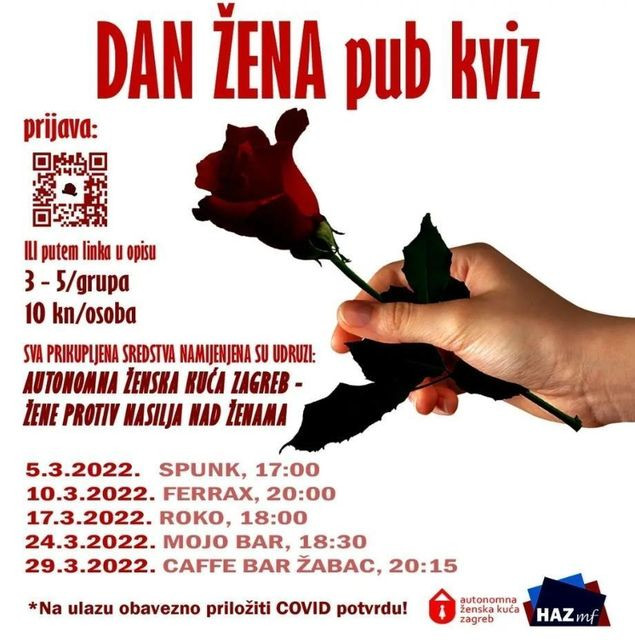 DAN ŽENA pub kviz
prijava:
ILI putem linka u opisu
3 - 5/grupa
10 kn/osoba
SVA PRIKUPLJENA SREDSTVA NAMIJENJENA SU UDRUZI:
AUTONOMNA ŽENSKA KUĆA ZAGREB -
ŽENE PROTIV NASILJA NAD ŽENAMA
5.3.2022. SPUNK, 17:00
10.3.2022. FERRAX, 20:00
17.3.2022. ROKO, 18:00
24.3.2022. MOJO BAR, 18:30
29.3.2022. CAFFE BAR ŽABAC, 20:15
*Na ulazu obavezno priložiti COVID potvrdu!
autonomna
ženska kuća
zagreb
HAZmf